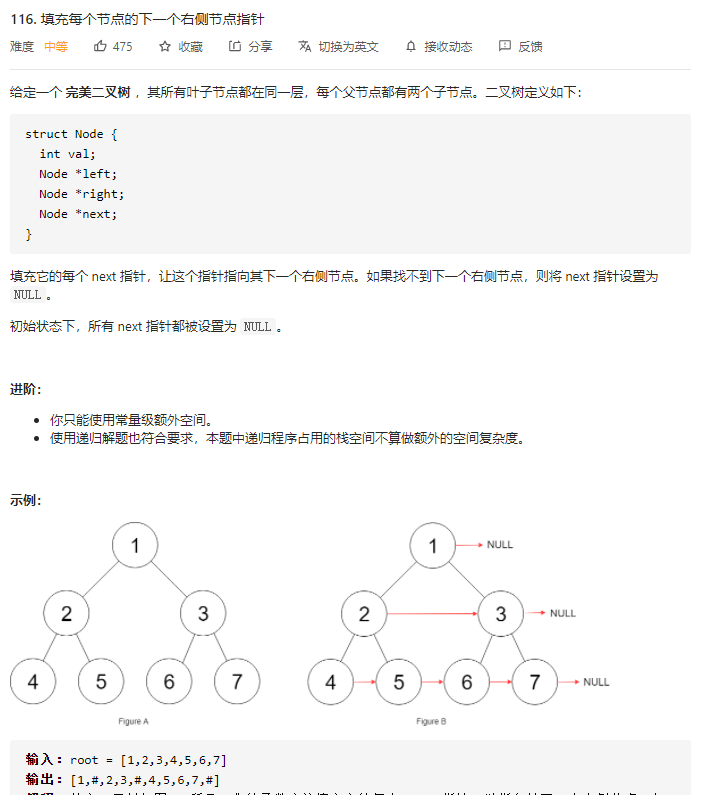 116. 填充每个节点的下一个右侧节点指针
难度 中等 475 收藏 分享 切换为英文 接收动态 反馈
给定一个 完美二叉树 ，其所有叶子节点都在同一层，每个父节点都有两个子节点。二叉树定义如下：
struct Node {
  int val;
  Node *left;
  Node *right;
  Node *next;
}
填充它的每个 next 指针，让这个指针指向其下一个右侧节点。如果找不到下一个右侧节点，则将 next 指针设置为
NULL 。
初始状态下，所有 next 指针都被设置为 NULL 。
进阶：
你只能使用常量级额外空间。
使用递归解题也符合要求，本题中递归程序占用的栈空间不算做额外的空间复杂度。
示例：
1 1 NULL
2 3 2 3 NULL
4 5 6 7 4 5 6 7 NULL
Figure A Figure B
输入：root = [1,2,3,4,5,6,7]
输出：[1,#,2,3,#,4,5,6,7,#]